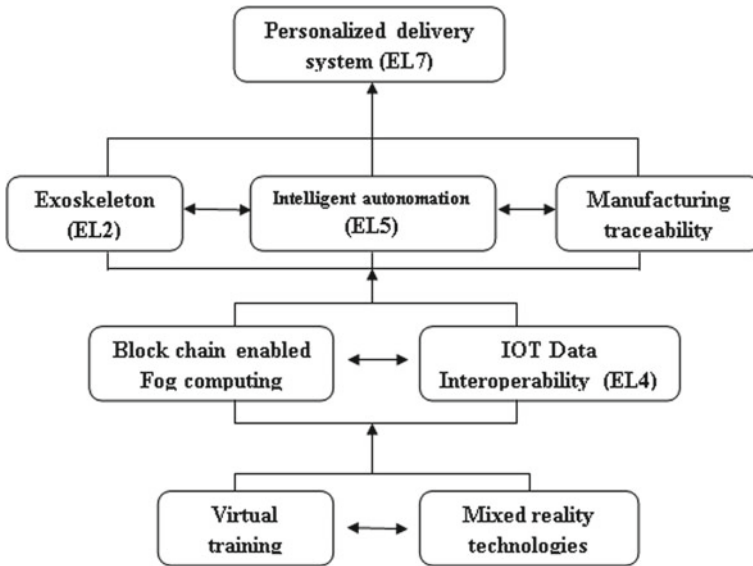 Personalized delivery
system (EL7)
Exoskeleton
(EL2)
Intelligent autonomation
(EL5)
Manufacturing
traceability
Block chain enabled
Fog computing
IOT Data
Interoperability (EL4)
Virtual
training
Mixed reality
technologies